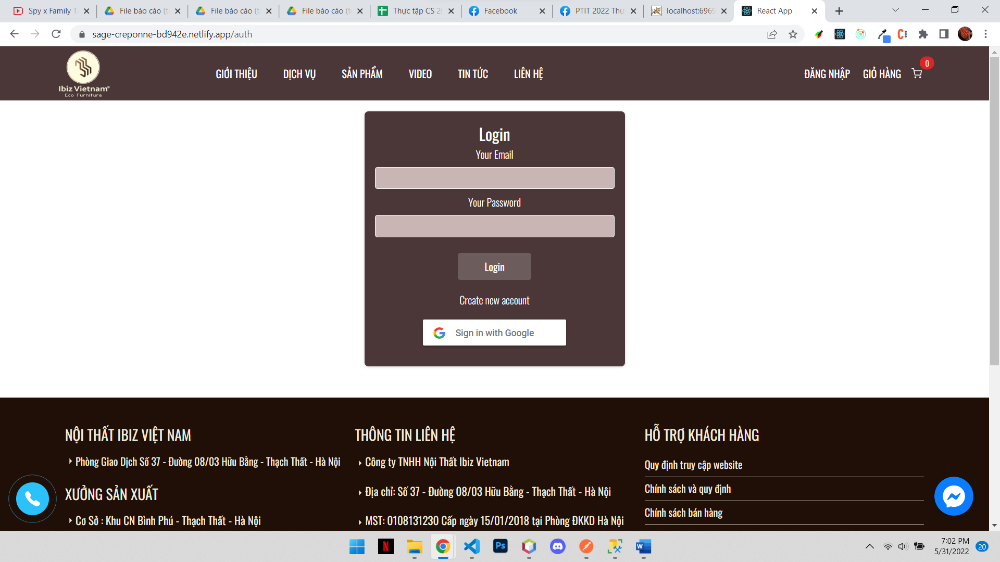 Spy x Family T
File báo cáo (t
File báo cáo (t
File báo cáo (t
Thực tập CS 20
Facebook
PTIT 2022 Thu
localhost:6969
React App
sage-creponne-bd942e.netlify.app/auth
Ibiz Vietnam
Eco Furniture
GIỚI THIỆU
DỊCH VỤ
SẢN PHẨM
VIDEO
TIN TỨC
LIÊN HỆ
ĐĂNG NHẬP
GIỎ HÀNG
0
Login
Your Email
Your Password
Login
Create new account
Sign in with Google
NỘI THẤT IBIZ VIỆT NAM
Phòng Giao Dịch Số 37 - Đường 08/03 Hữu Bằng - Thạch Thất - Hà Nội
XƯỞNG SẢN XUẤT
Cơ Sở : Khu CN Bình Phú - Thạch Thất - Hà Nội
THÔNG TIN LIÊN HỆ
Công ty TNHH Nội Thất Ibiz Vietnam
Địa chỉ: Số 37 - Đường 08/03 Hữu Bằng - Thạch Thất - Hà Nội
MST: 0108131230 Cấp ngày 15/01/2018 tại Phòng ĐKKD Hà Nội
HỖ TRỢ KHÁCH HÀNG
Quy định truy cập website
Chính sách và quy định
Chính sách bán hàng
7:02 PM
5/31/2022
20